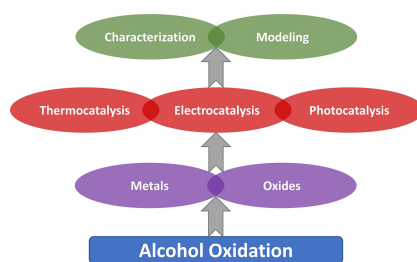 Characterization Modeling
Thermocatalysis Electrocatalysis Photocatalysis
Metals Oxides
Alcohol Oxidation